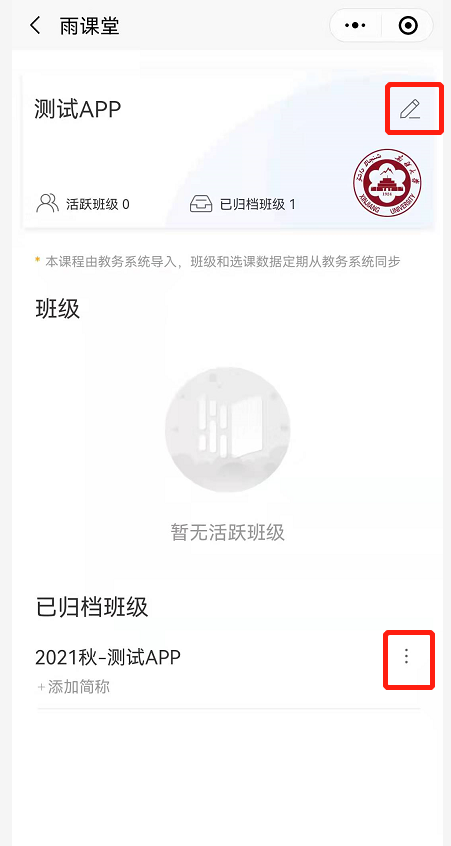 雨课堂
测试APP
活跃班级 0
已归档班级 1
XINJIANG UNIVERSITY
1924
* 本课程由教务系统导入，班级和选课数据定期从教务系统同步
班级
暂无活跃班级
已归档班级
2021秋-测试APP
+添加简称